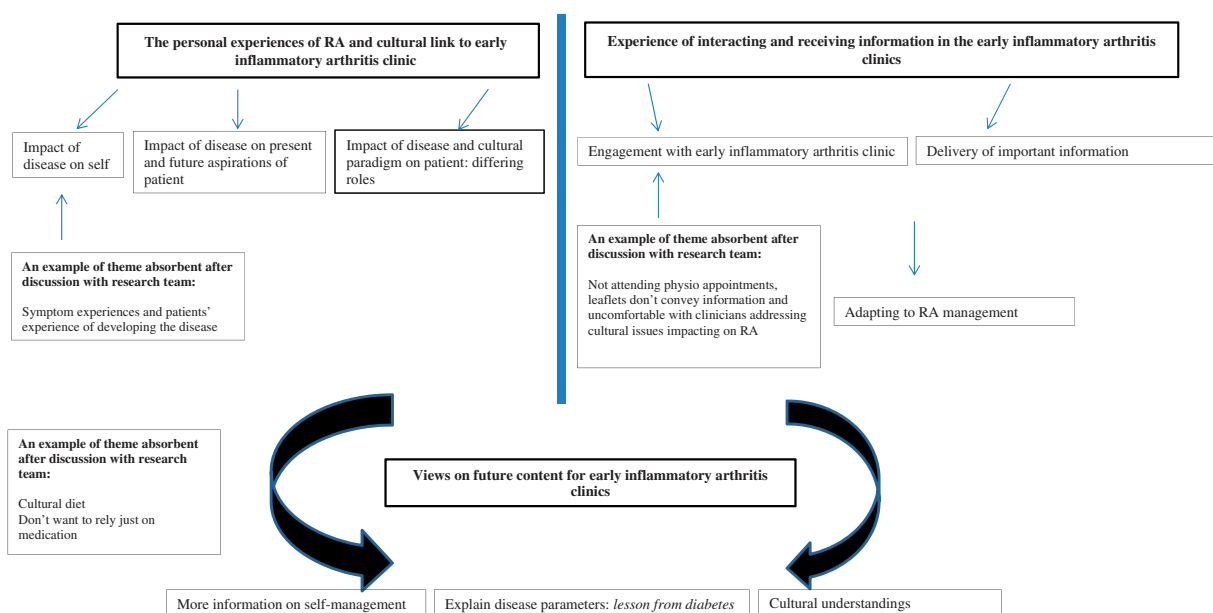 The personal experiences of RA and cultural link to early
inflammatory arthritis clinic
Impact of
disease on self
Impact of disease on present
and future aspirations of
patient
Impact of disease and cultural
paradigm on patient: differing
roles
An example of theme absorbent after
discussion with research team:
Symptom experiences and patients’
experience of developing the disease
Experience of interacting and receiving information in the early inflammatory arthritis
clinics
Engagement with early inflammatory arthritis clinic
Delivery of important information
An example of theme absorbent after
discussion with research team:
Not attending physio appointments,
leaflets don’t convey information and
uncomfortable with clinicians addressing
cultural issues impacting on RA
Adapting to RA management
An example of theme absorbent
after discussion with research
team:
Cultural diet
Don’t want to rely just on
medication
Views on future content for early inflammatory arthritis
clinics
More information on self-management
Explain disease parameters: lesson from diabetes
Cultural understandings